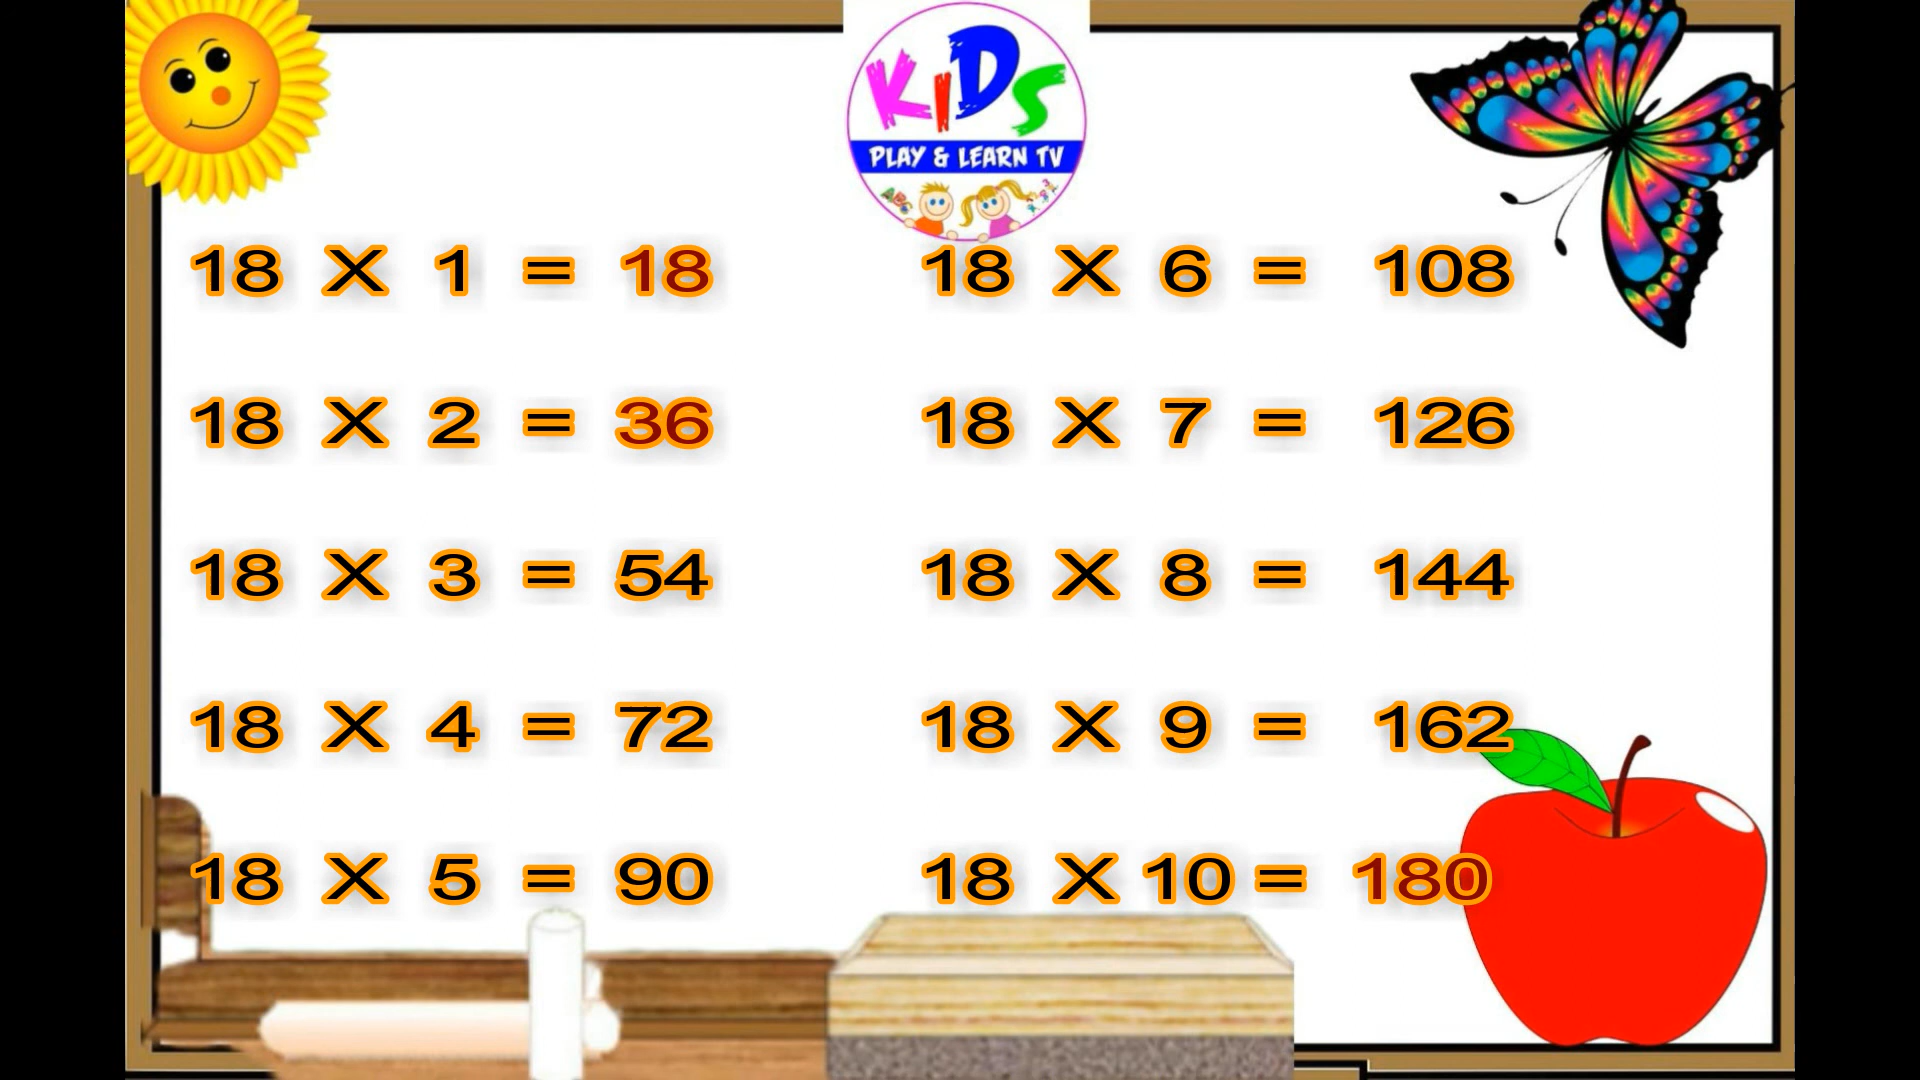 KiDS
PLAY & LEARN TV
ABC
18 X 1 = 18
18 X 2 = 36
18 X 3 = 54
18 X 4 = 72
18 X 5 = 90
18 X 6 = 108
18 X 7 = 126
18 X 8 = 144
18 X 9 = 162
18 X 10 = 180